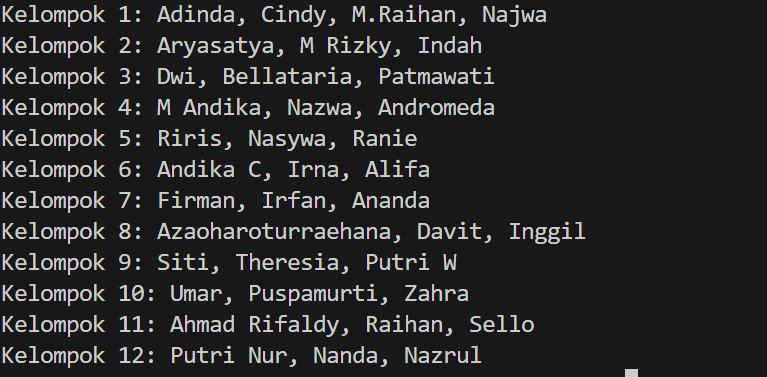 Kelompok 1: Adinda, Cindy, M.Raihan, Najwa
Kelompok 2: Aryasatya, M Rizky, Indah
Kelompok 3: Dwi, Bellataria, Patmawati
Kelompok 4: M Andika, Nazwa, Andromeda
Kelompok 5: Riris, Nasywa, Ranie
Kelompok 6: Andika C, Irna, Alifa
Kelompok 7: Firman, Irfan, Ananda
Kelompok 8: Azaoharoturraehana, Davit, Inggil
Kelompok 9: Siti, Theresia, Putri W
Kelompok 10: Umar, Puspamurti, Zahra
Kelompok 11: Ahmad Rifaldy, Raihan, Sello
Kelompok 12: Putri Nur, Nanda, Nazrul